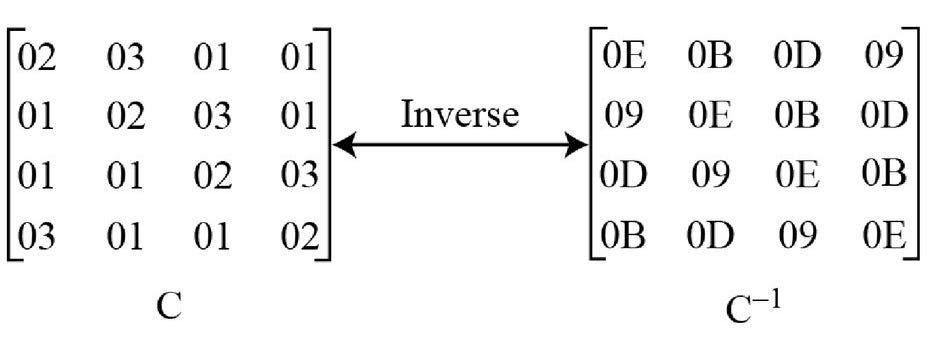 02 03 01 01
01 02 03 01
01 01 02 03
03 01 01 02
C
Inverse
0E 0B 0D 09
09 0E 0B 0D
0D 09 0E 0B
0B 0D 09 0E
C⁻¹